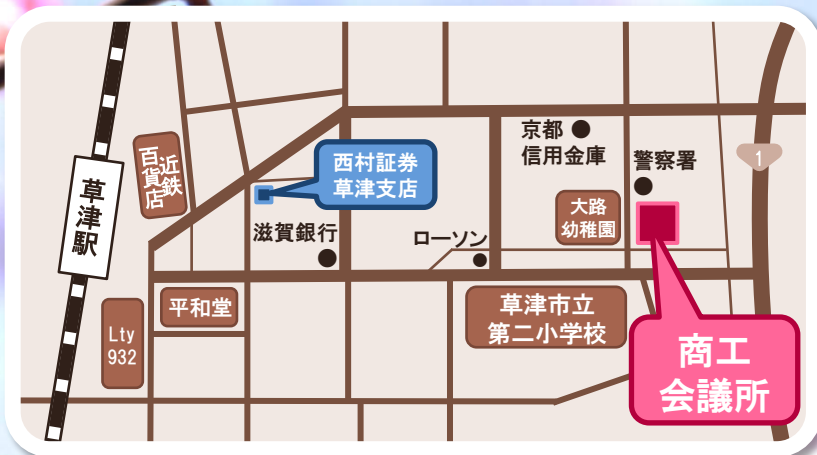 草津駅
近鉄
百貨店
西村証券
草津支店
滋賀銀行
ローソン
京都
信用金庫
警察署
1
大路
幼稚園
平和堂
Lty
932
草津市立
第二小学校
商工
会議所